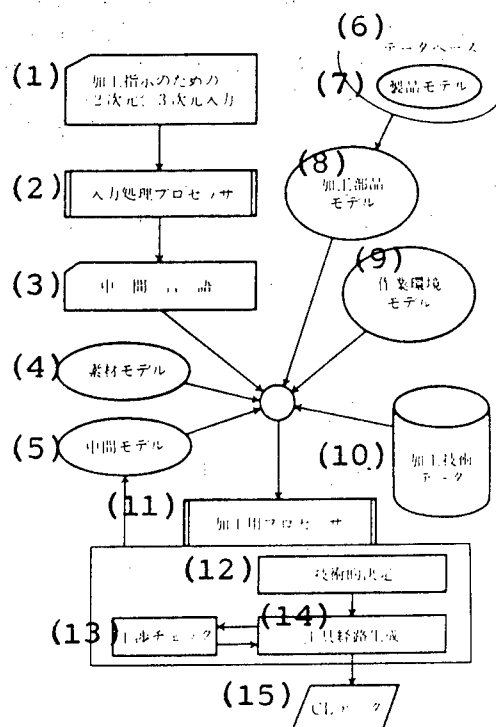 (1)
加工指示のための
2次元、3次元入力
(2)
入力処理プロセッサ
(3)
中間言語
(4)
素材モデル
(5)
中間モデル
(6)
データベース
(7)
製品モデル
(8)
加工部品
モデル
(9)
作業環境
モデル
(10)
加工技術
データ
(11)
加工用プロセッサ
(12)
技術的決定
(13)
干渉チェック
(14)
工具経路生成
(15)
CLデータ